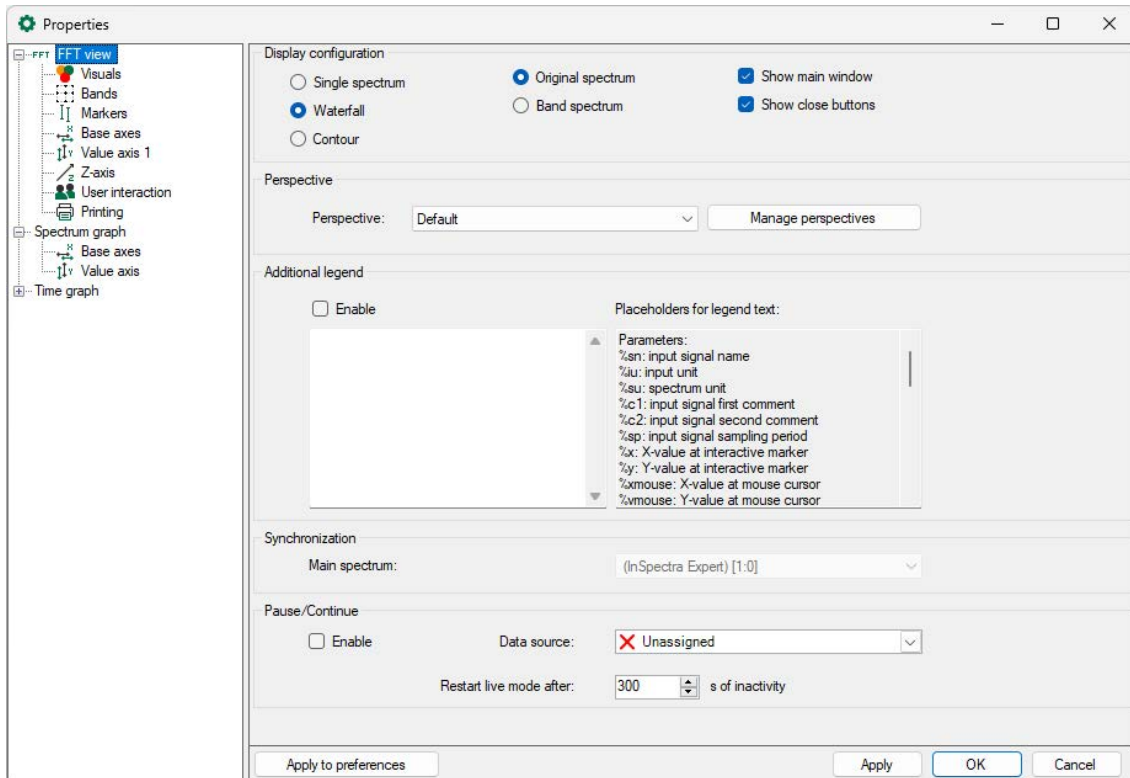 Properties
FFT FFT view
Visuals
Bands
Markers
X Base axes
Y Value axis 1
Z Z-axis
User interaction
Printing
Spectrum graph
X Base axes
Y Value axis
Time graph
Display configuration
Single spectrum
Original spectrum
Show main window
Waterfall
Band spectrum
Show close buttons
Contour
Perspective
Perspective: Default Manage perspectives
Additional legend
Enable
Placeholders for legend text:
Parameters:
%sn: input signal name
%iu: input unit
%su: spectrum unit
%c1: input signal first comment
%c2: input signal second comment
%sp: input signal sampling period
%x: X-value at interactive marker
%y: Y-value at interactive marker
%xmouse: X-value at mouse cursor
%ymouse: Y-value at mouse cursor
Synchronization
Main spectrum: (InSpectra Expert) [1:0]
Pause/Continue
Enable Data source: Unassigned
Restart live mode after: 300 s of inactivity
Apply to preferences Apply OK Cancel